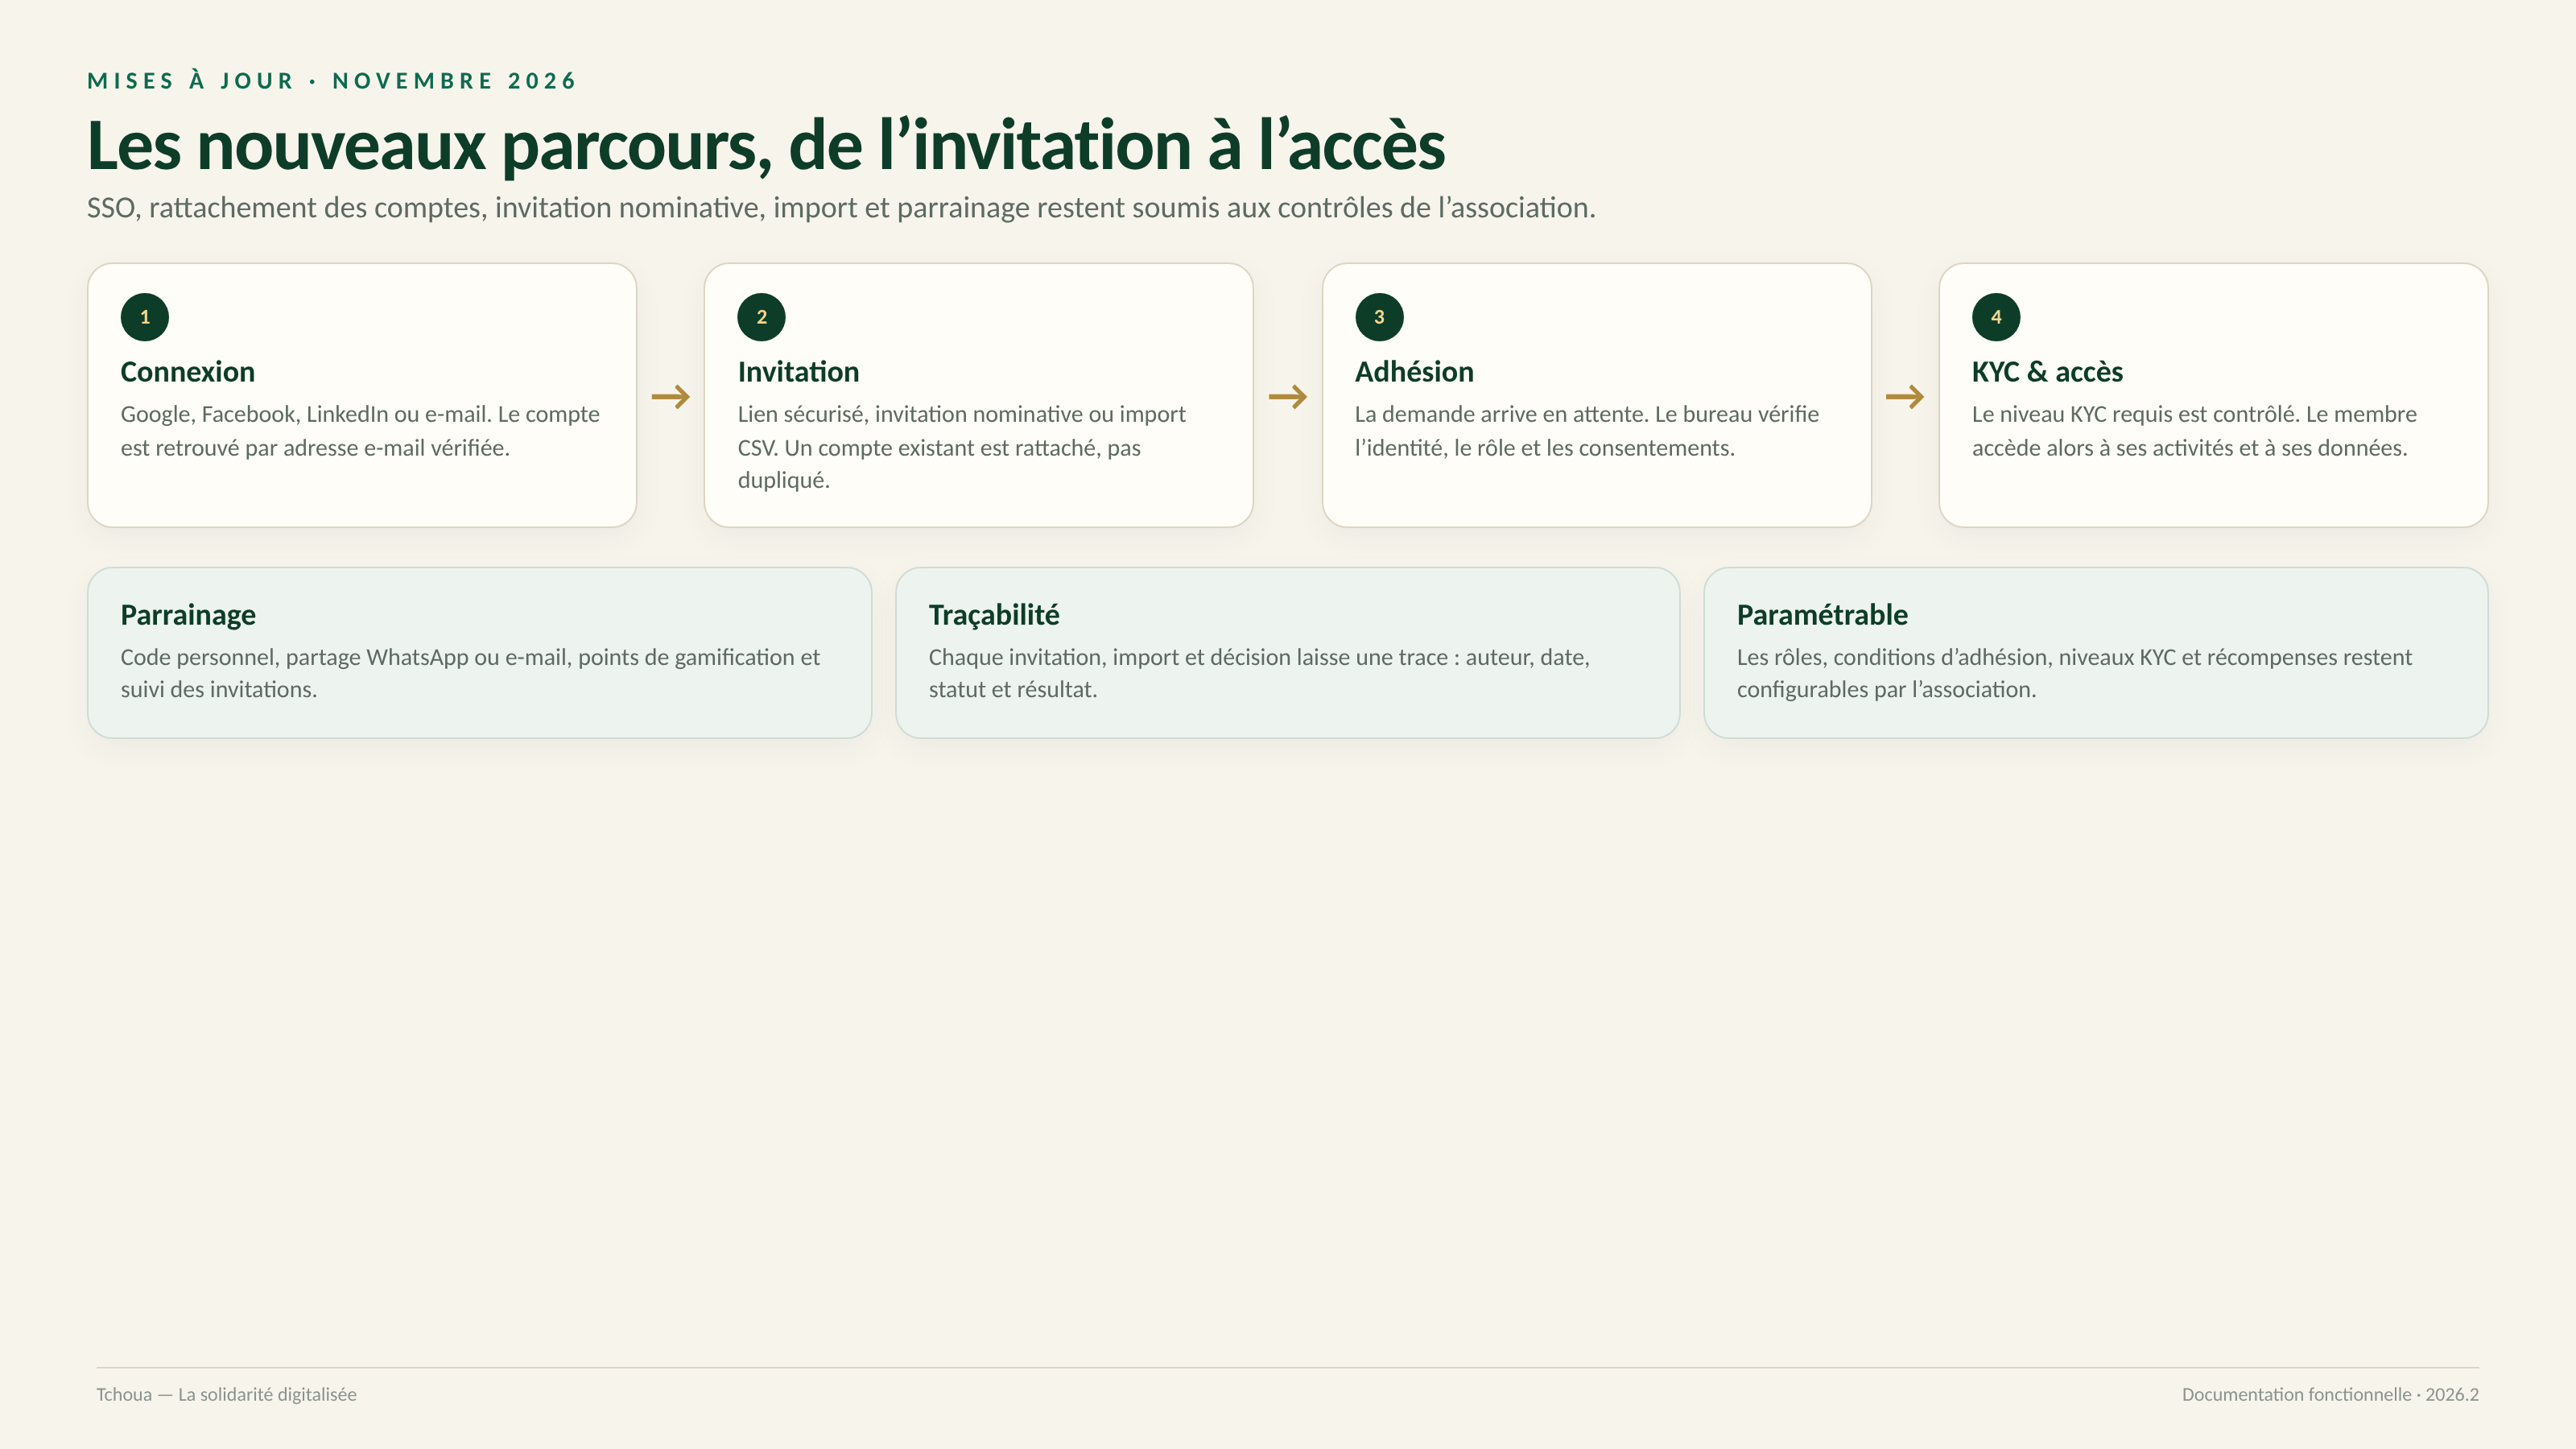 MISES À JOUR · NOVEMBRE 2026
Les nouveaux parcours, de l’invitation à l’accès
SSO, rattachement des comptes, invitation nominative, import et parrainage restent soumis aux contrôles de l’association.
1
Connexion
Google, Facebook, LinkedIn ou e-mail. Le compte
est retrouvé par adresse e-mail vérifiée.
→
2
Invitation
Lien sécurisé, invitation nominative ou import
CSV. Un compte existant est rattaché, pas
dupliqué.
→
3
Adhésion
La demande arrive en attente. Le bureau vérifie
l’identité, le rôle et les consentements.
→
4
KYC & accès
Le niveau KYC requis est contrôlé. Le membre
accède alors à ses activités et à ses données.
Parrainage
Code personnel, partage WhatsApp ou e-mail, points de gamification et
suivi des invitations.
Traçabilité
Chaque invitation, import et décision laisse une trace : auteur, date,
statut et résultat.
Paramétrable
Les rôles, conditions d’adhésion, niveaux KYC et récompenses restent
configurables par l’association.
Tchoua — La solidarité digitalisée
Documentation fonctionnelle · 2026.2